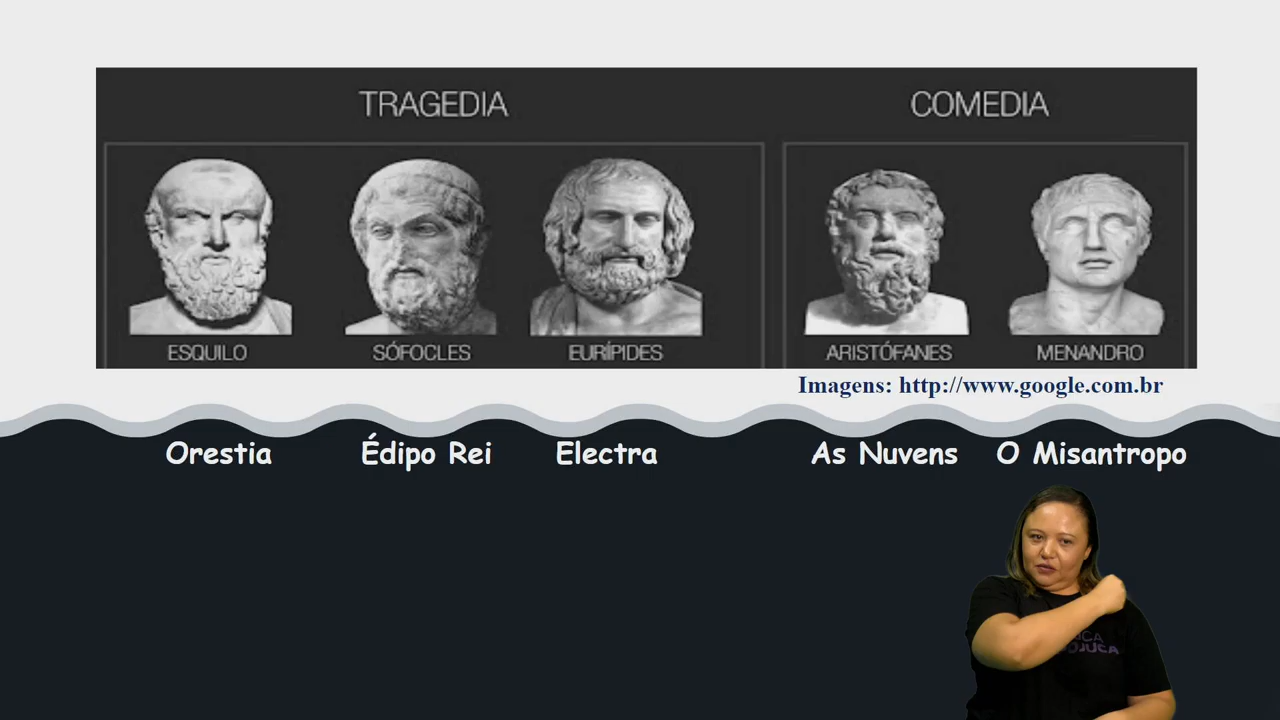 TRAGEDIA
COMEDIA
ESQUILO
SÓFOCLES
EURÍPIDES
ARISTÓFANES
MENANDRO
Imagens: http://www.google.com.br
Orestia
Édipo Rei
Electra
As Nuvens
O Misantropo